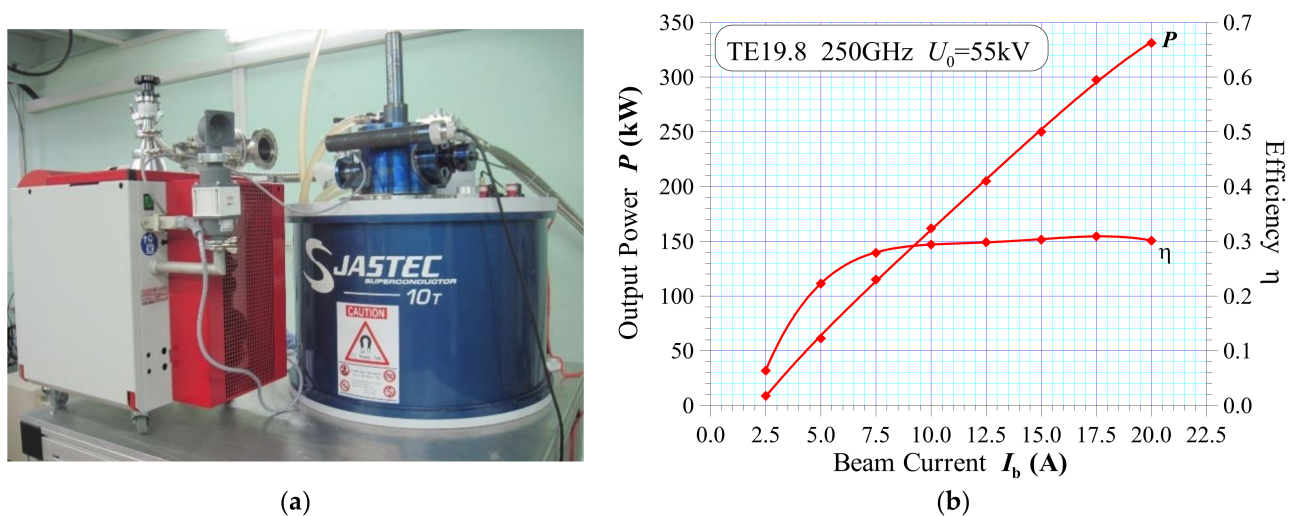 JASTEC
SUPERCONDUCTOR
10T
CAUTION
(a)
TE19.8 250GHz U0=55kV
Output Power P (kW)
350
300
250
200
150
100
50
0
P
η
0.7
0.6
0.5
0.4
0.3
0.2
0.1
0.0
Efficiency η
0.0 2.5 5.0 7.5 10.0 12.5 15.0 17.5 20.0 22.5
Beam Current Ib (A)
(b)